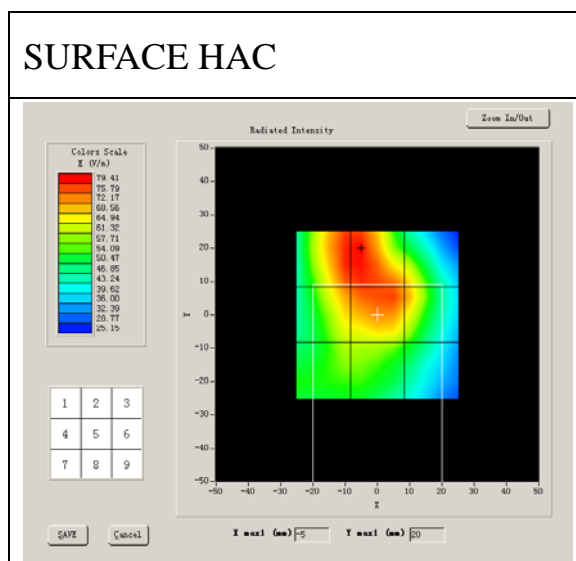 SURFACE HAC
Zoom In/Out
Radiated Intensity
Colors Scale
E (V/m)
79.41
75.79
72.17
68.56
64.94
61.32
57.71
54.09
50.47
46.85
43.24
39.62
36.00
32.39
28.77
25.15
50
40
30
20
10
Y 0
-10
-20
-30
-40
-50
-50 -40 -30 -20 -10 0 10 20 30 40 50
X
1 2 3
4 5 6
7 8 9
SAVE Cancel X max1 (mm) -5 Y max1 (mm) 20